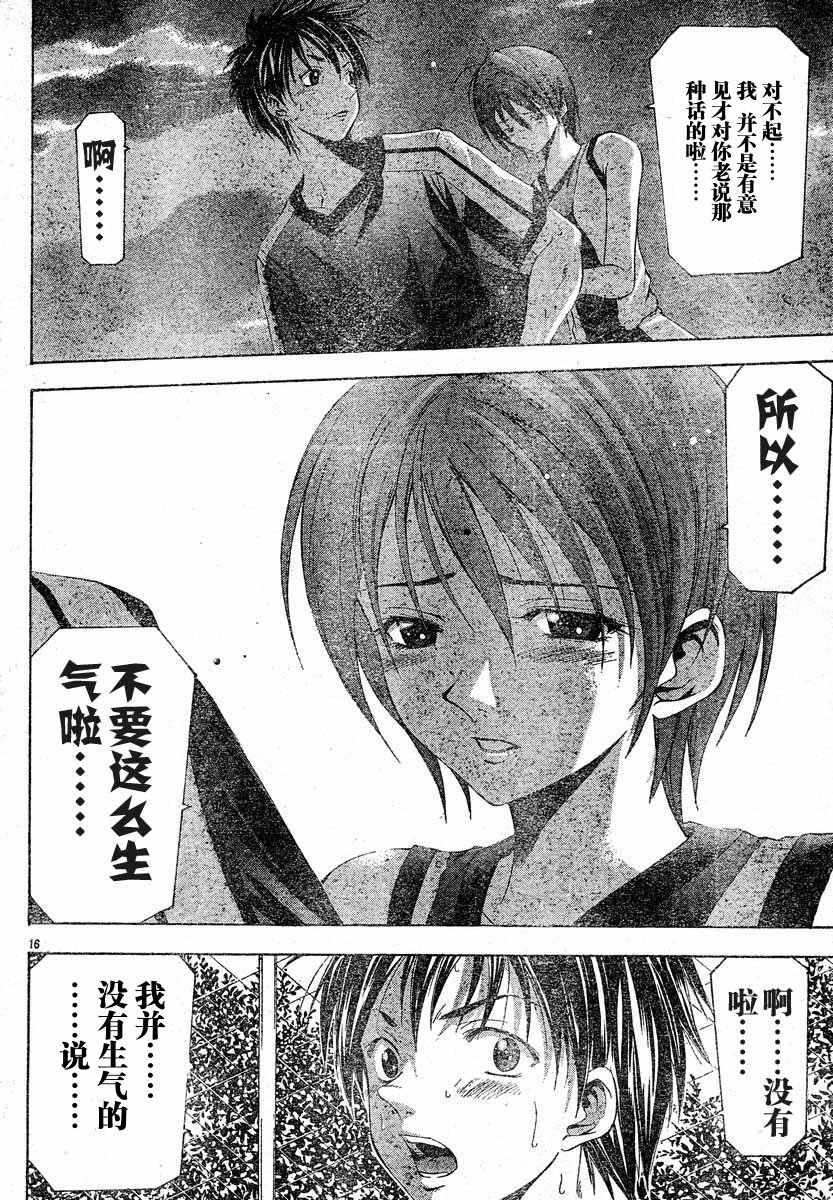 对不起……
我 并不是有意
见才对你老说那
种话的啦……
啊……
所以……
不要这么生
气啦……
16
啊……没有
啦……
我并……
没有生气的
……说……